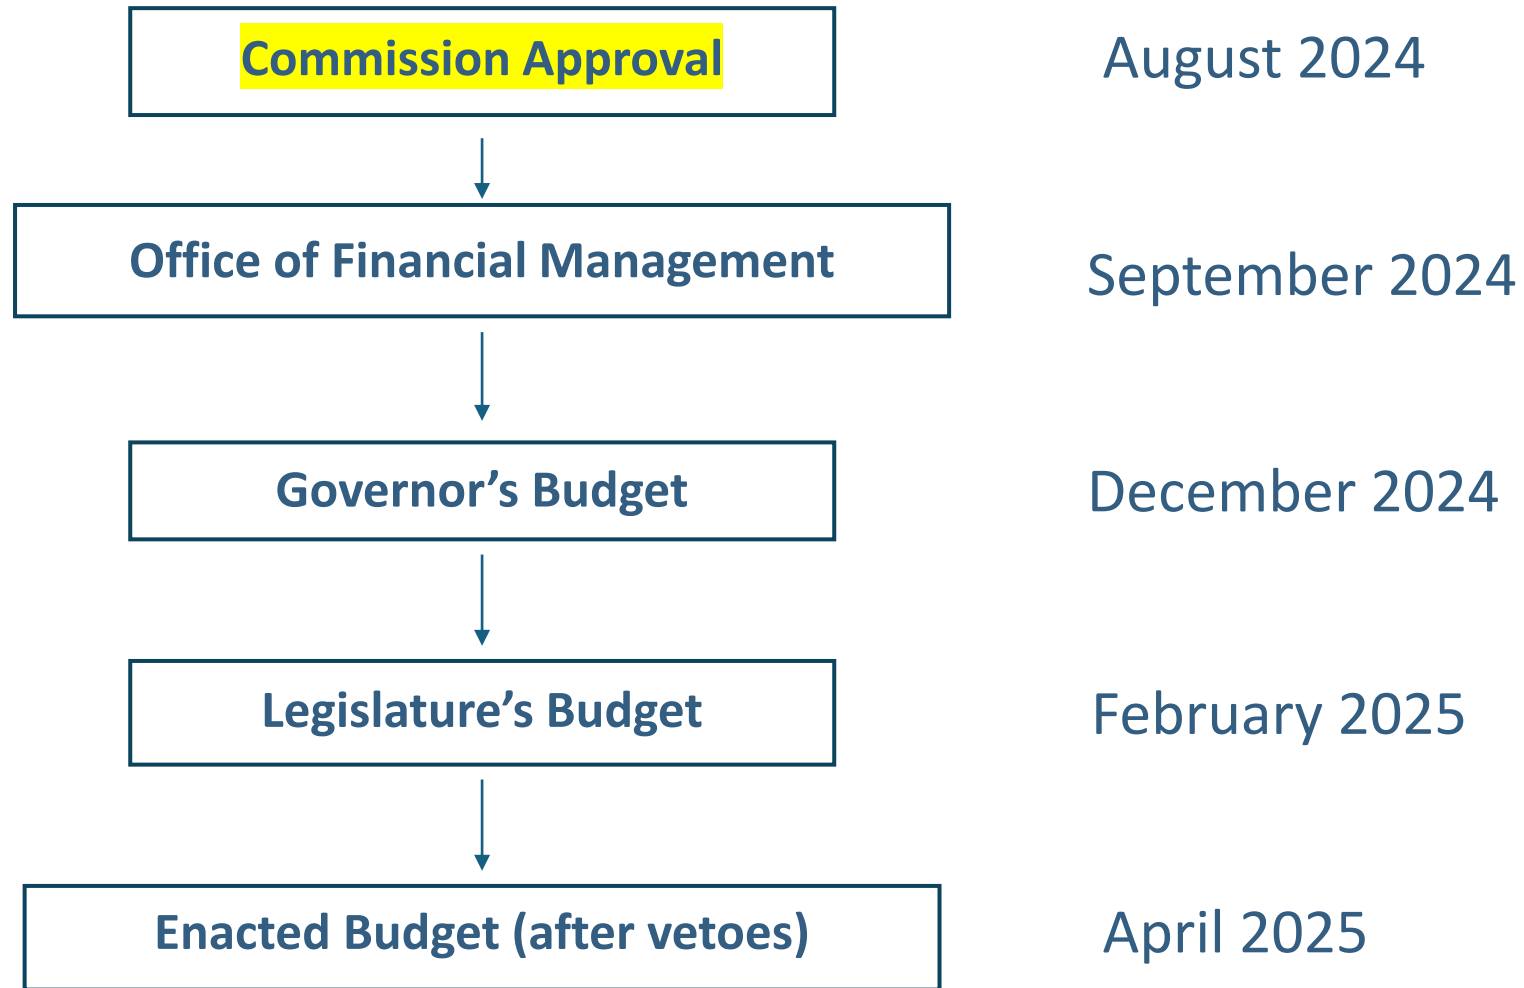 Commission Approval
August 2024
Office of Financial Management
September 2024
Governor’s Budget
December 2024
Legislature’s Budget
February 2025
Enacted Budget (after vetoes)
April 2025